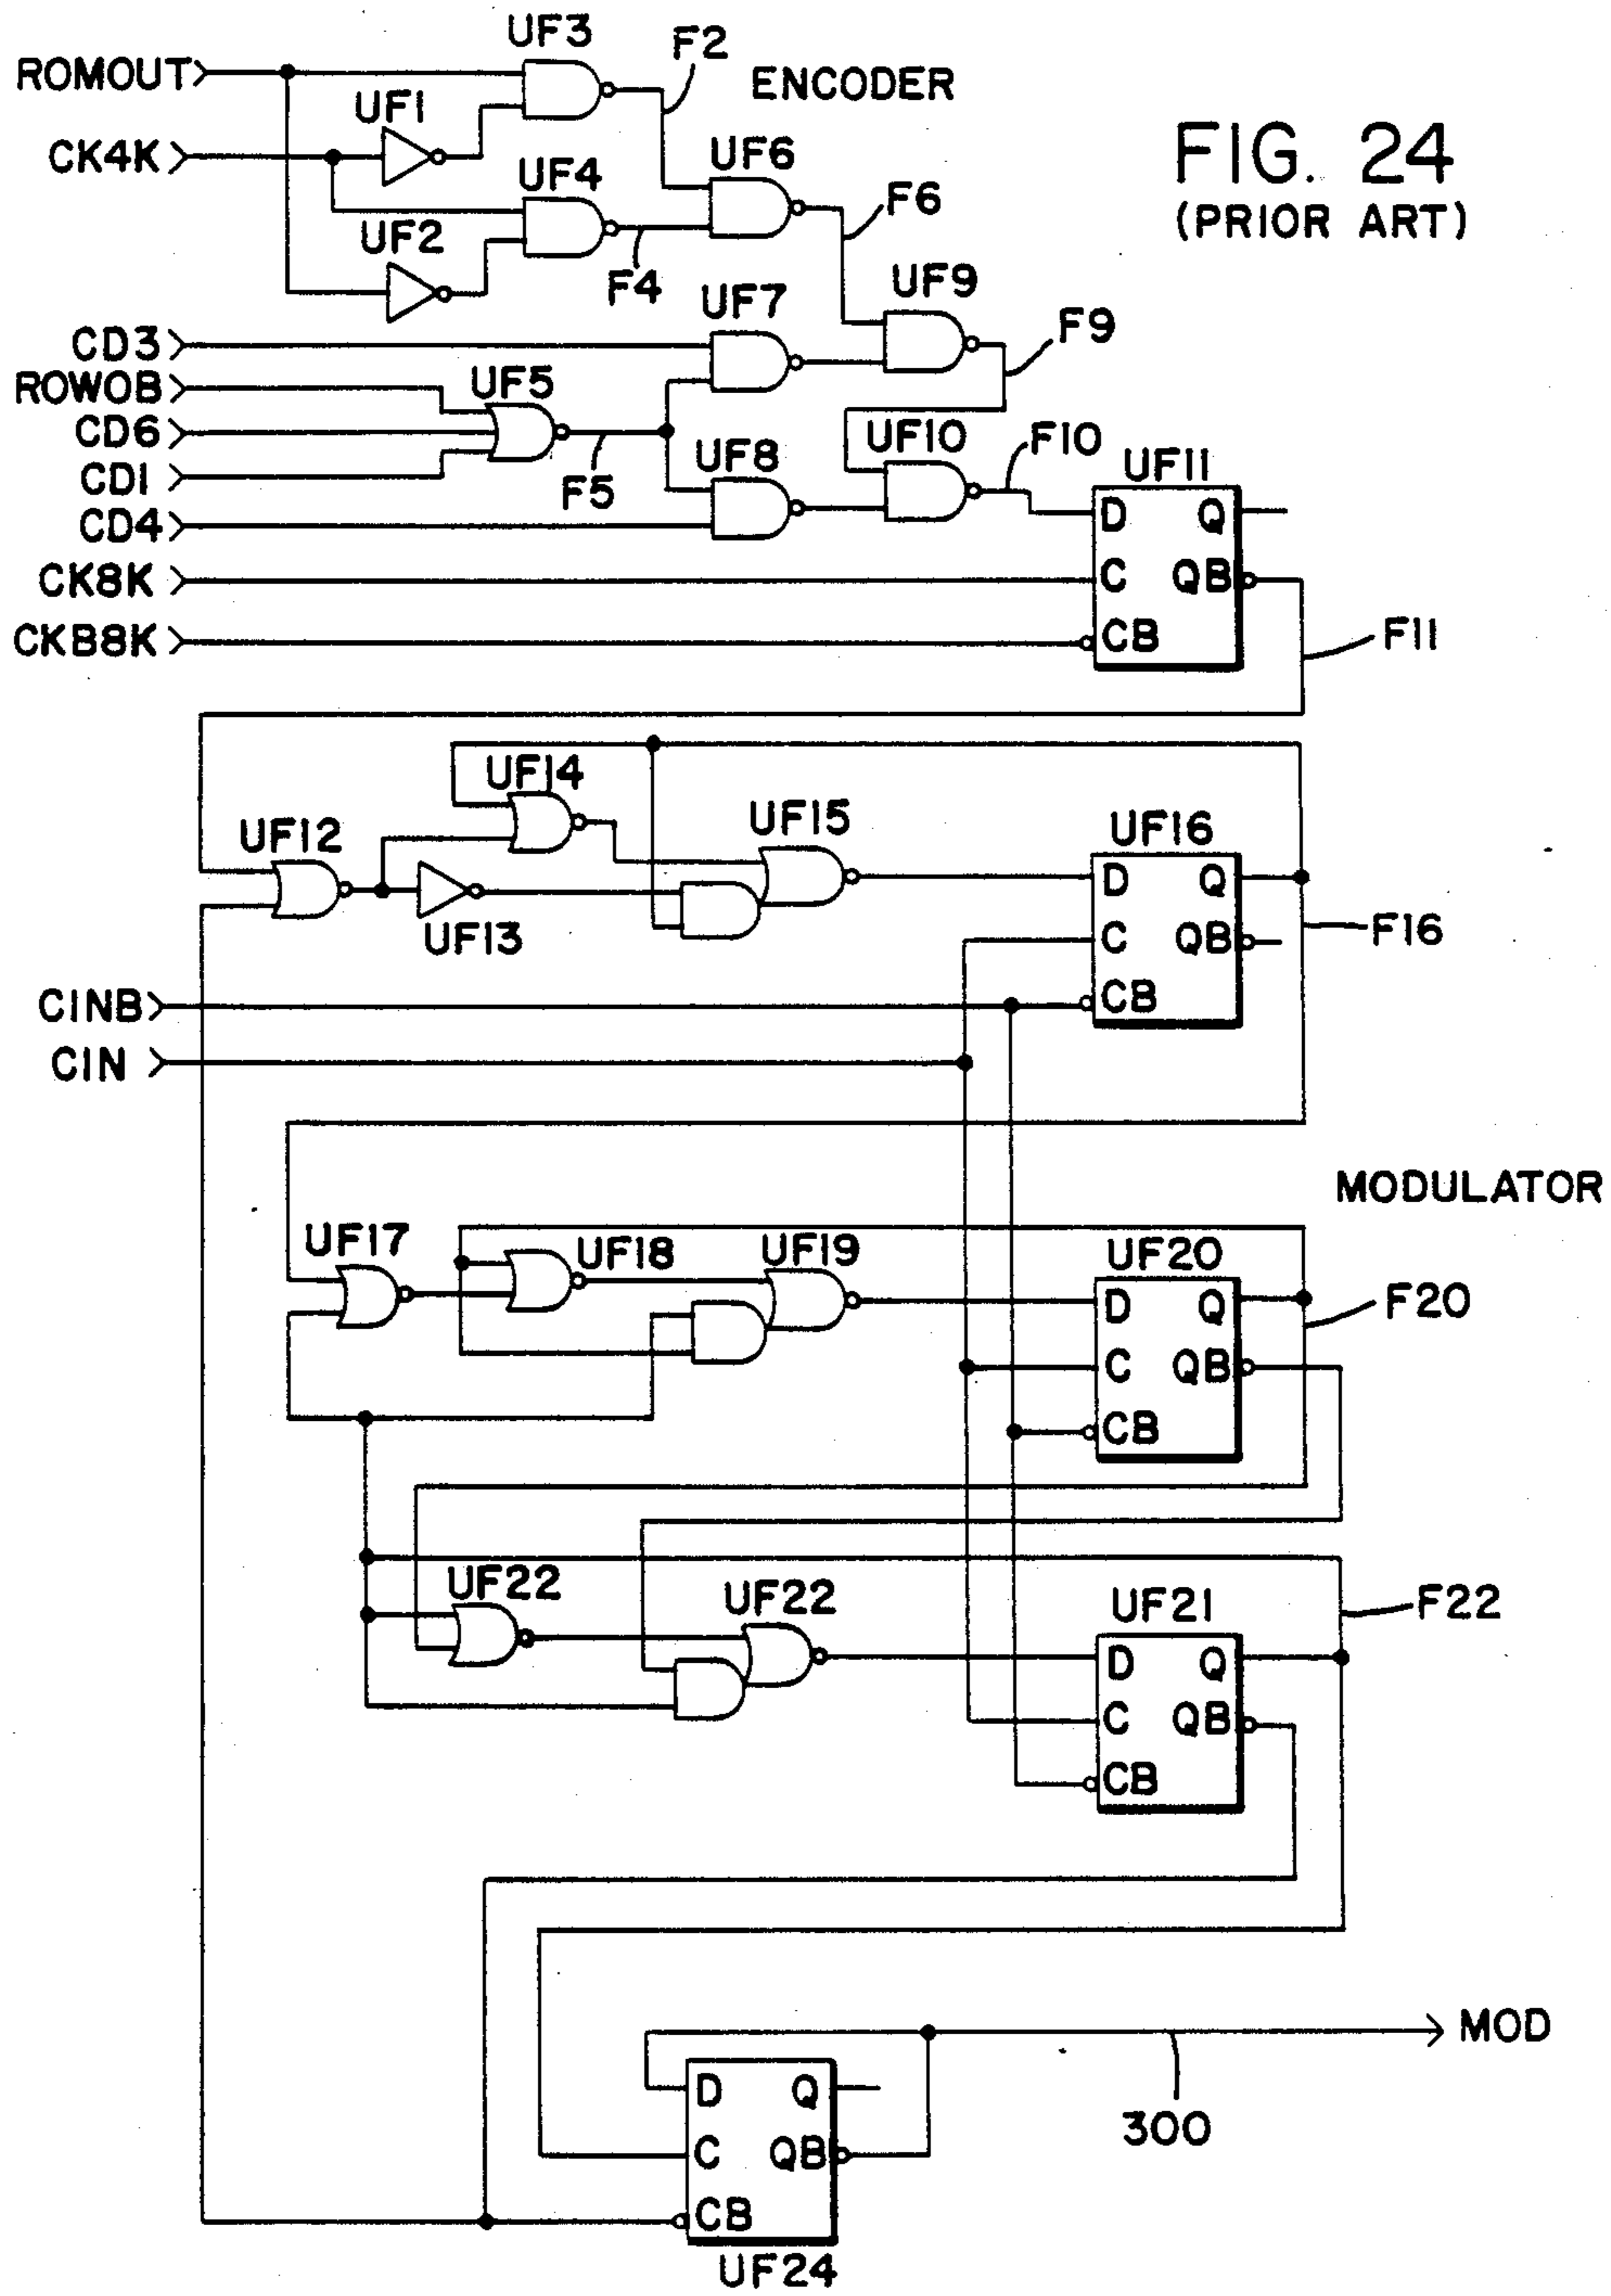 UF3
F2
ROMOUT
ENCODER
UF1
FIG. 24
(PRIOR ART)
CK4K
UF6
UF4
F6
UF2
F4
UF9
UF7
F9
CD3
ROWOB
UF5
CD6
UF10
F10
UF8
UF11
CD1
F5
D Q
CD4
CK8K
C QB
CKB8K
CB
F11
UF14
UF15
UF16
UF12
D Q
UF13
C QB
F16
CINB
CB
CIN
MODULATOR
UF17
UF18
UF19
UF20
D Q
F20
C QB
CB
UF22
UF22
UF21
F22
D Q
C QB
CB
MOD
D Q
300
C QB
CB
UF24